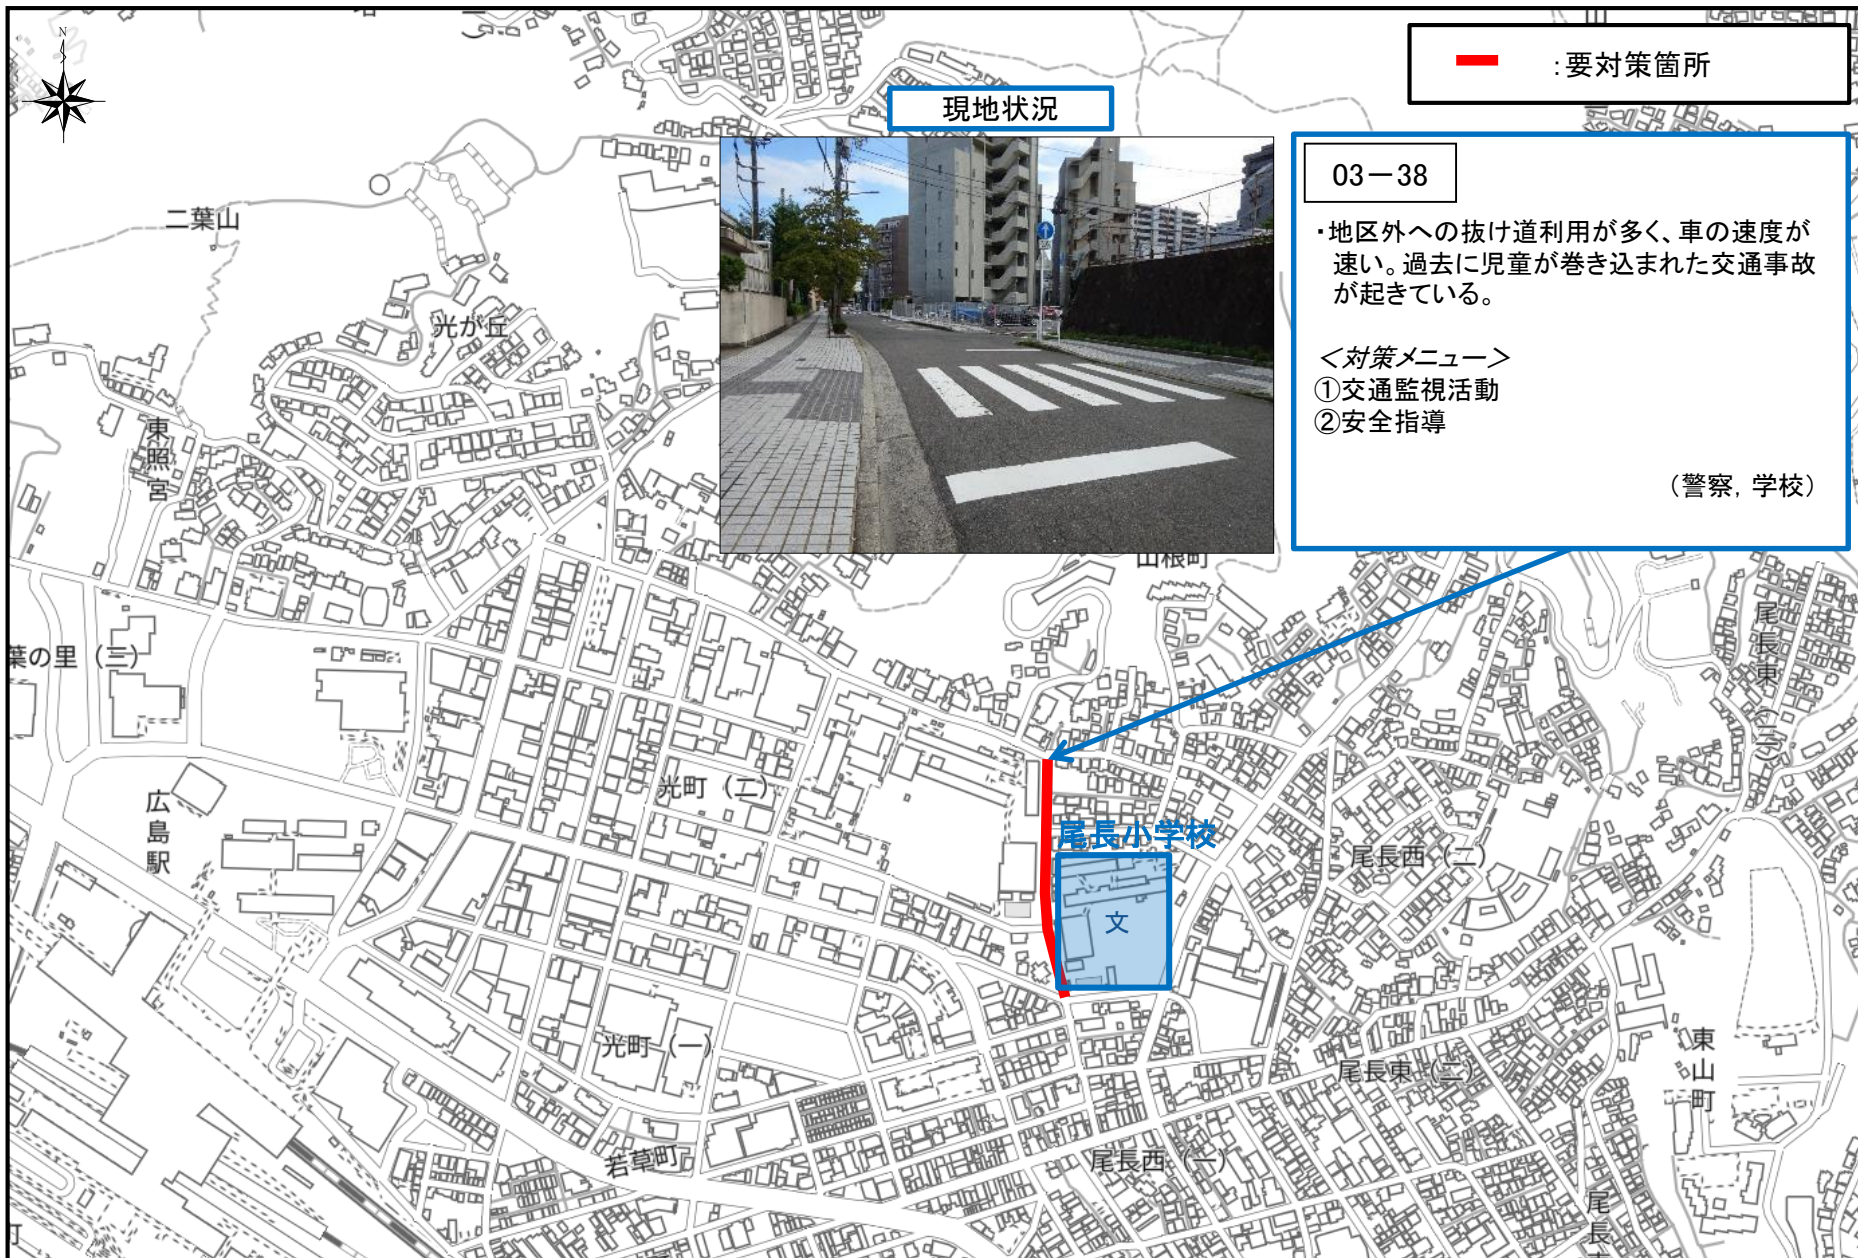 N
:要対策箇所
現地状況
03－38
・地区外への抜け道利用が多く、車の速度が
速い。過去に児童が巻き込まれた交通事故
が起きている。
＜対策メニュー＞
①交通監視活動
②安全指導
（警察, 学校）
二葉山
光が丘
東照宮
山根町
尾長東（三）
葉の里（三）
光町（二）
広島駅
尾長小学校
文
尾長西（二）
光町（一）
尾長東（二）
東山町
若草町
尾長西（一）
尾長